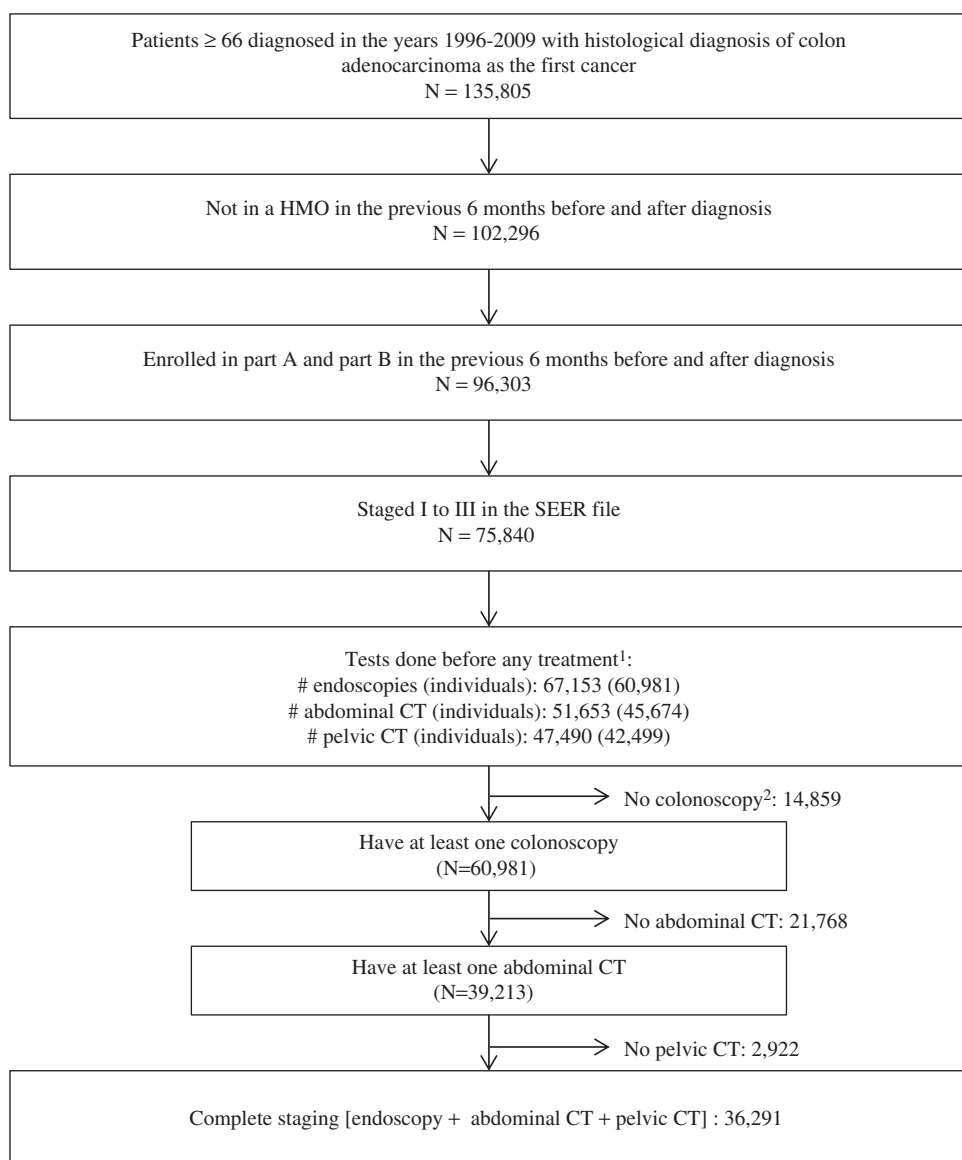 Patients ≥ 66 diagnosed in the years 1996-2009 with histological diagnosis of colon
adenocarcinoma as the first cancer
N = 135,805
Not in a HMO in the previous 6 months before and after diagnosis
N = 102,296
Enrolled in part A and part B in the previous 6 months before and after diagnosis
N = 96,303
Staged I to III in the SEER file
N = 75,840
Tests done before any treatment¹:
# endoscopies (individuals): 67,153 (60,981)
# abdominal CT (individuals): 51,653 (45,674)
# pelvic CT (individuals): 47,490 (42,499)
No colonoscopy²: 14,859
Have at least one colonoscopy
(N=60,981)
No abdominal CT: 21,768
Have at least one abdominal CT
(N=39,213)
No pelvic CT: 2,922
Complete staging [endoscopy + abdominal CT + pelvic CT] : 36,291